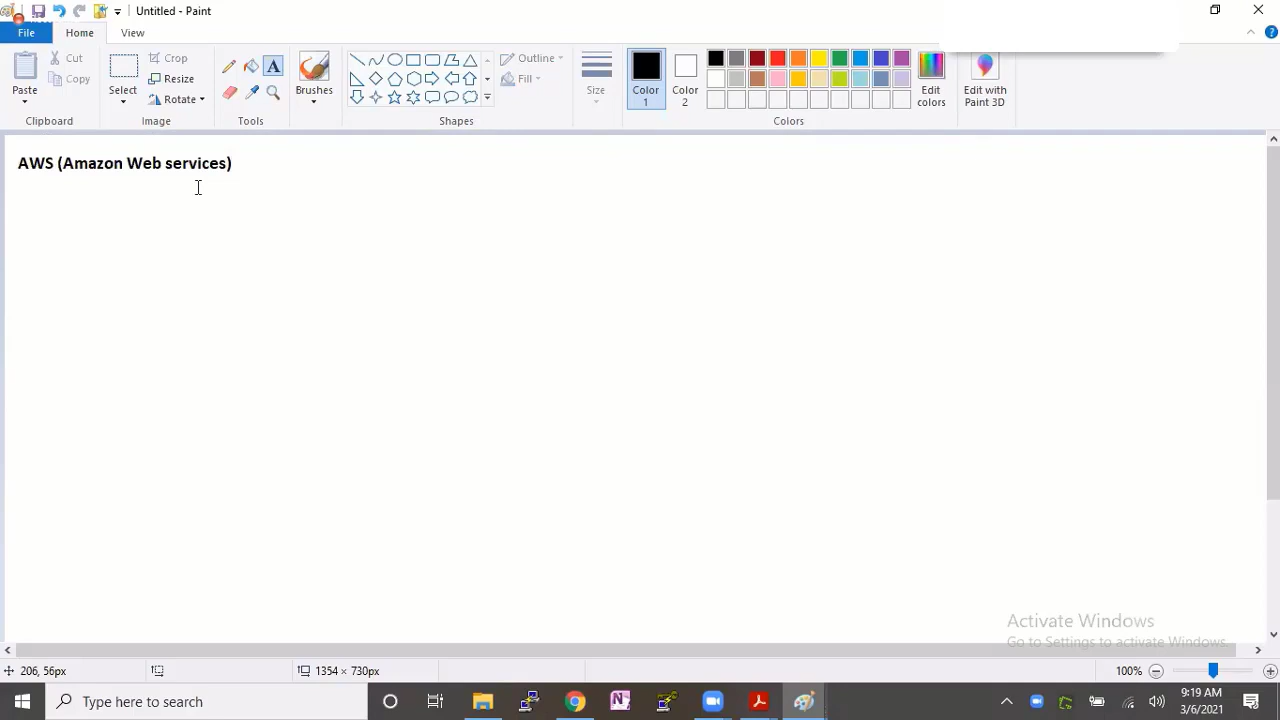 Untitled - Paint
File
Home
View
Paste
Cut
Copy
Clipboard
Select
Crop
Resize
Rotate
Image
A
Tools
Brushes
Shapes
Outline
Fill
Size
Color 1
Color 2
Colors
Edit colors
Edit with Paint 3D
AWS (Amazon Web services)
Activate Windows
Go to Settings to activate Windows.
206, 56px
1354 × 730px
100%
Type here to search
9:19 AM
3/6/2021